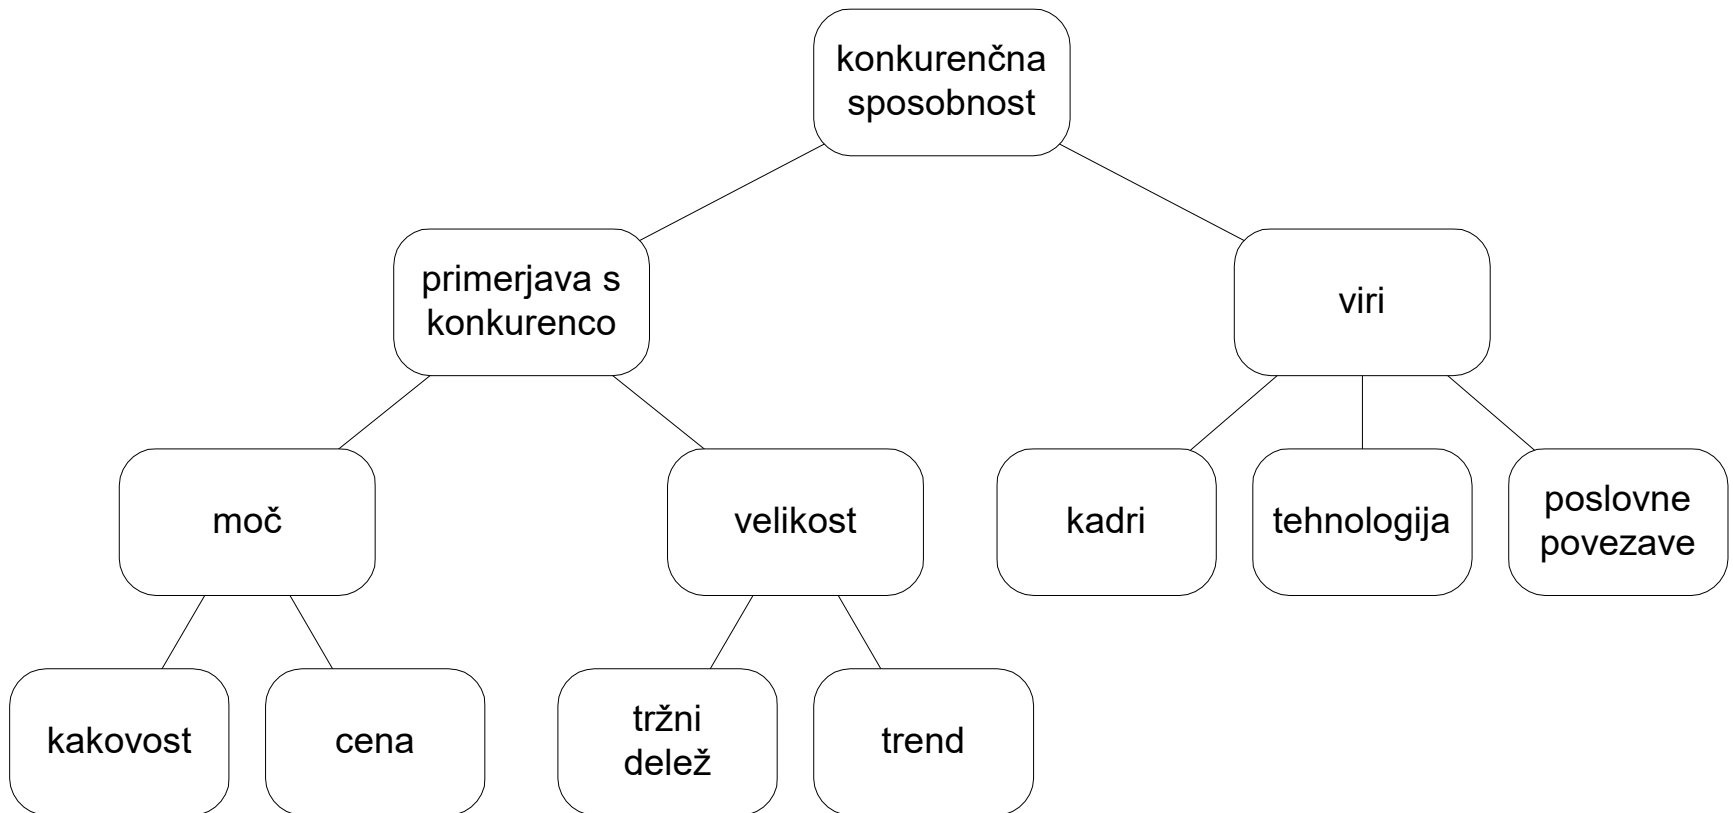 konkurenčna
sposobnost
primerjava s
konkurenco
viri
moč
velikost
kadri
tehnologija
poslovne
povezave
kakovost
cena
tržni
delež
trend